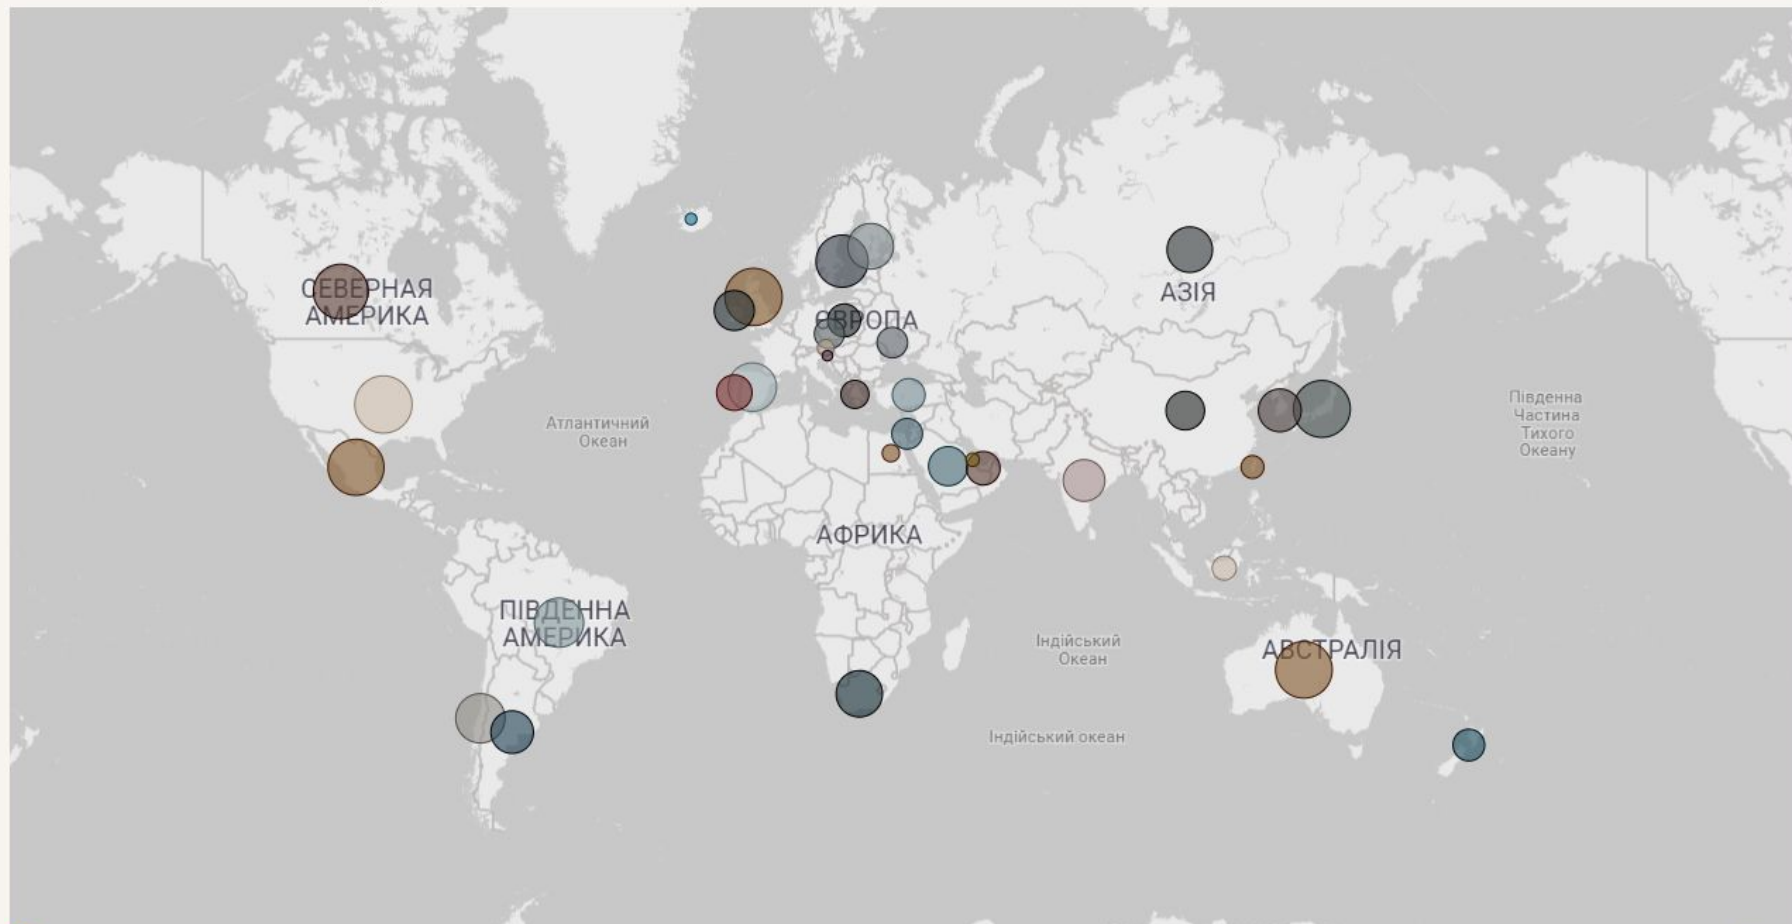 СЕВЕРНАЯ
АМЕРИКА
ЄВРОПА
АЗІЯ
Атлантичний
Океан
Південна
Частина
Тихого
Океану
АФРИКА
ПІВДЕННА
АМЕРИКА
Індійський
Океан
АВСТРАЛІЯ
Індійський океан